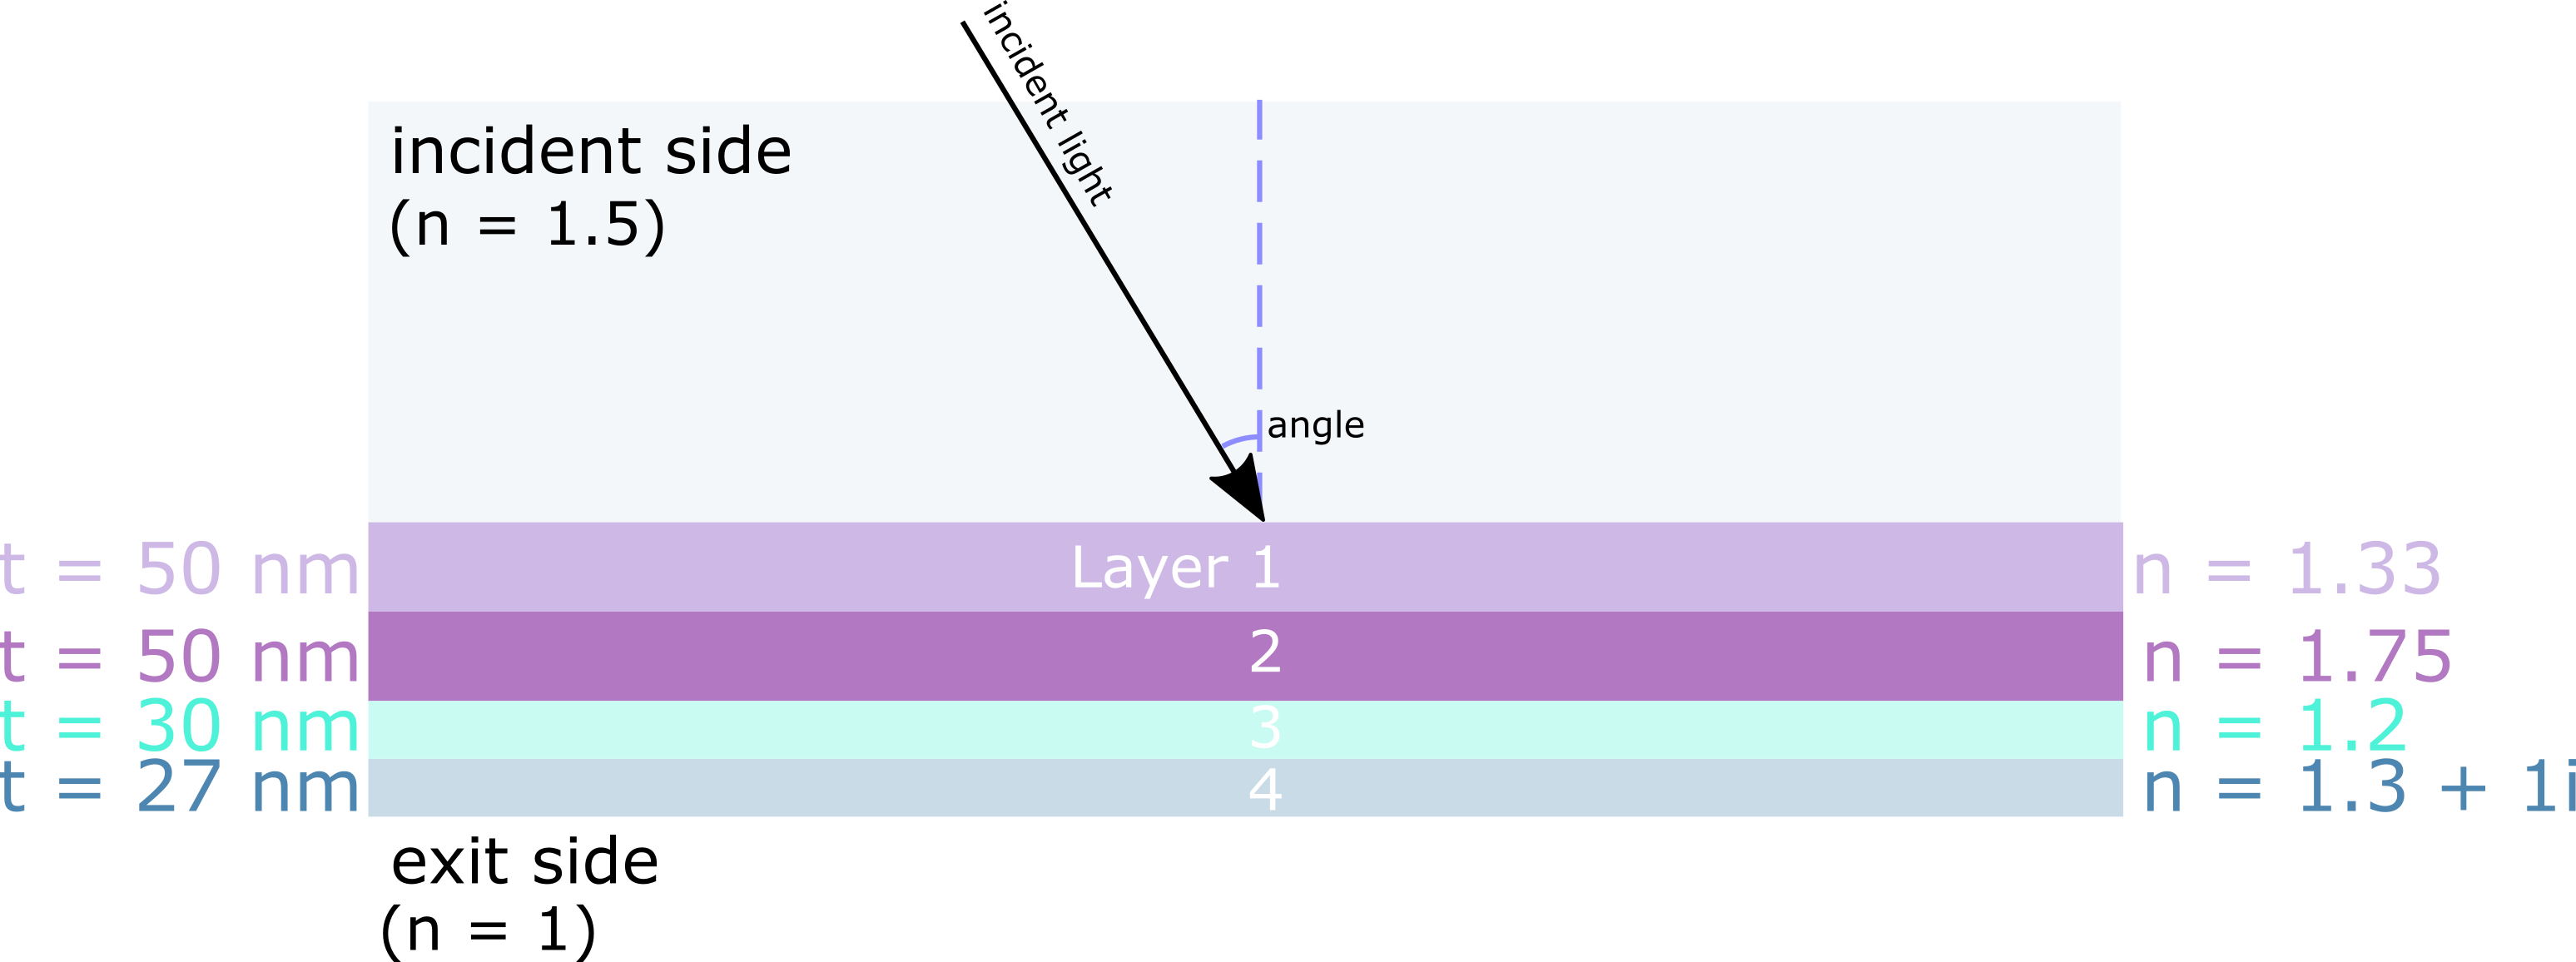 incident light
incident side
(n = 1.5)
angle
t = 50 nm Layer 1 n = 1.33
t = 50 nm 2 n = 1.75
t = 30 nm 3 n = 1.2
t = 27 nm 4 n = 1.3 + 1i
exit side
(n = 1)